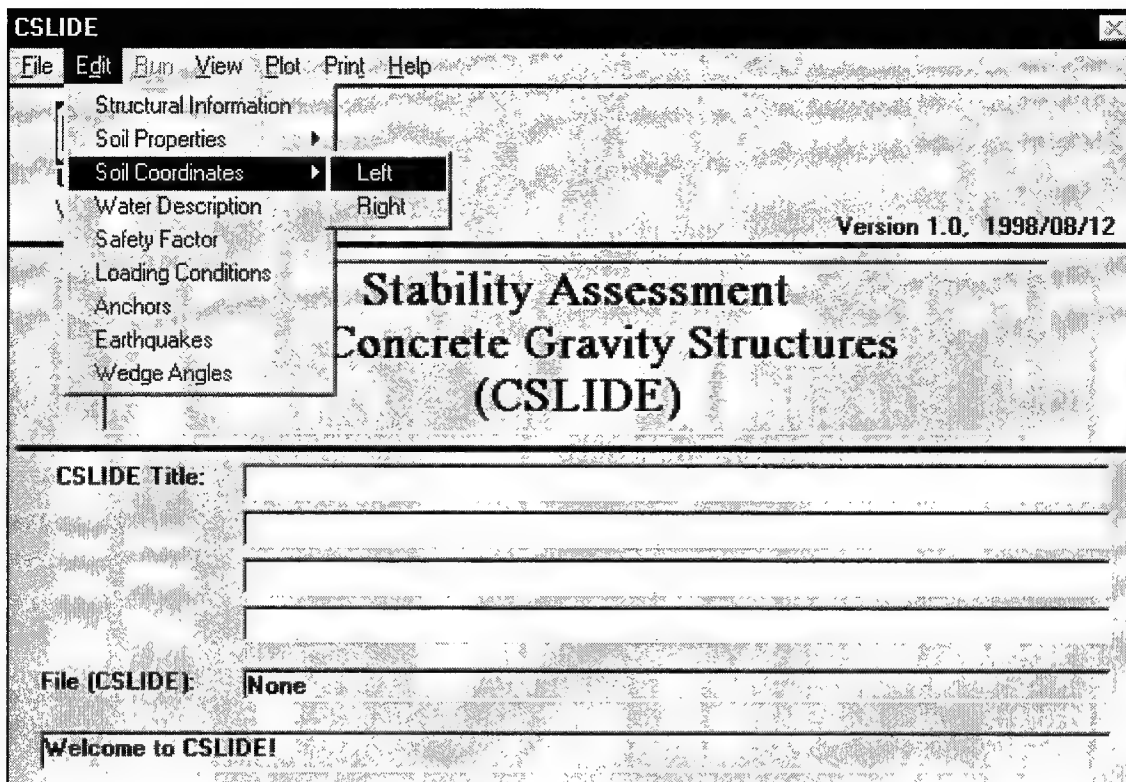 CSLIDE
File Edit Run View Plot Print Help
Structural Information
Soil Properties
Soil Coordinates
Left
Water Description
Right
Safety Factor
Version 1.0, 1998/08/12
Loading Conditions
Anchors
Earthquakes
Wedge Angles
Stability Assessment
Concrete Gravity Structures
(CSLIDE)
CSLIDE Title:
File (CSLIDE): None
Welcome to CSLIDE!